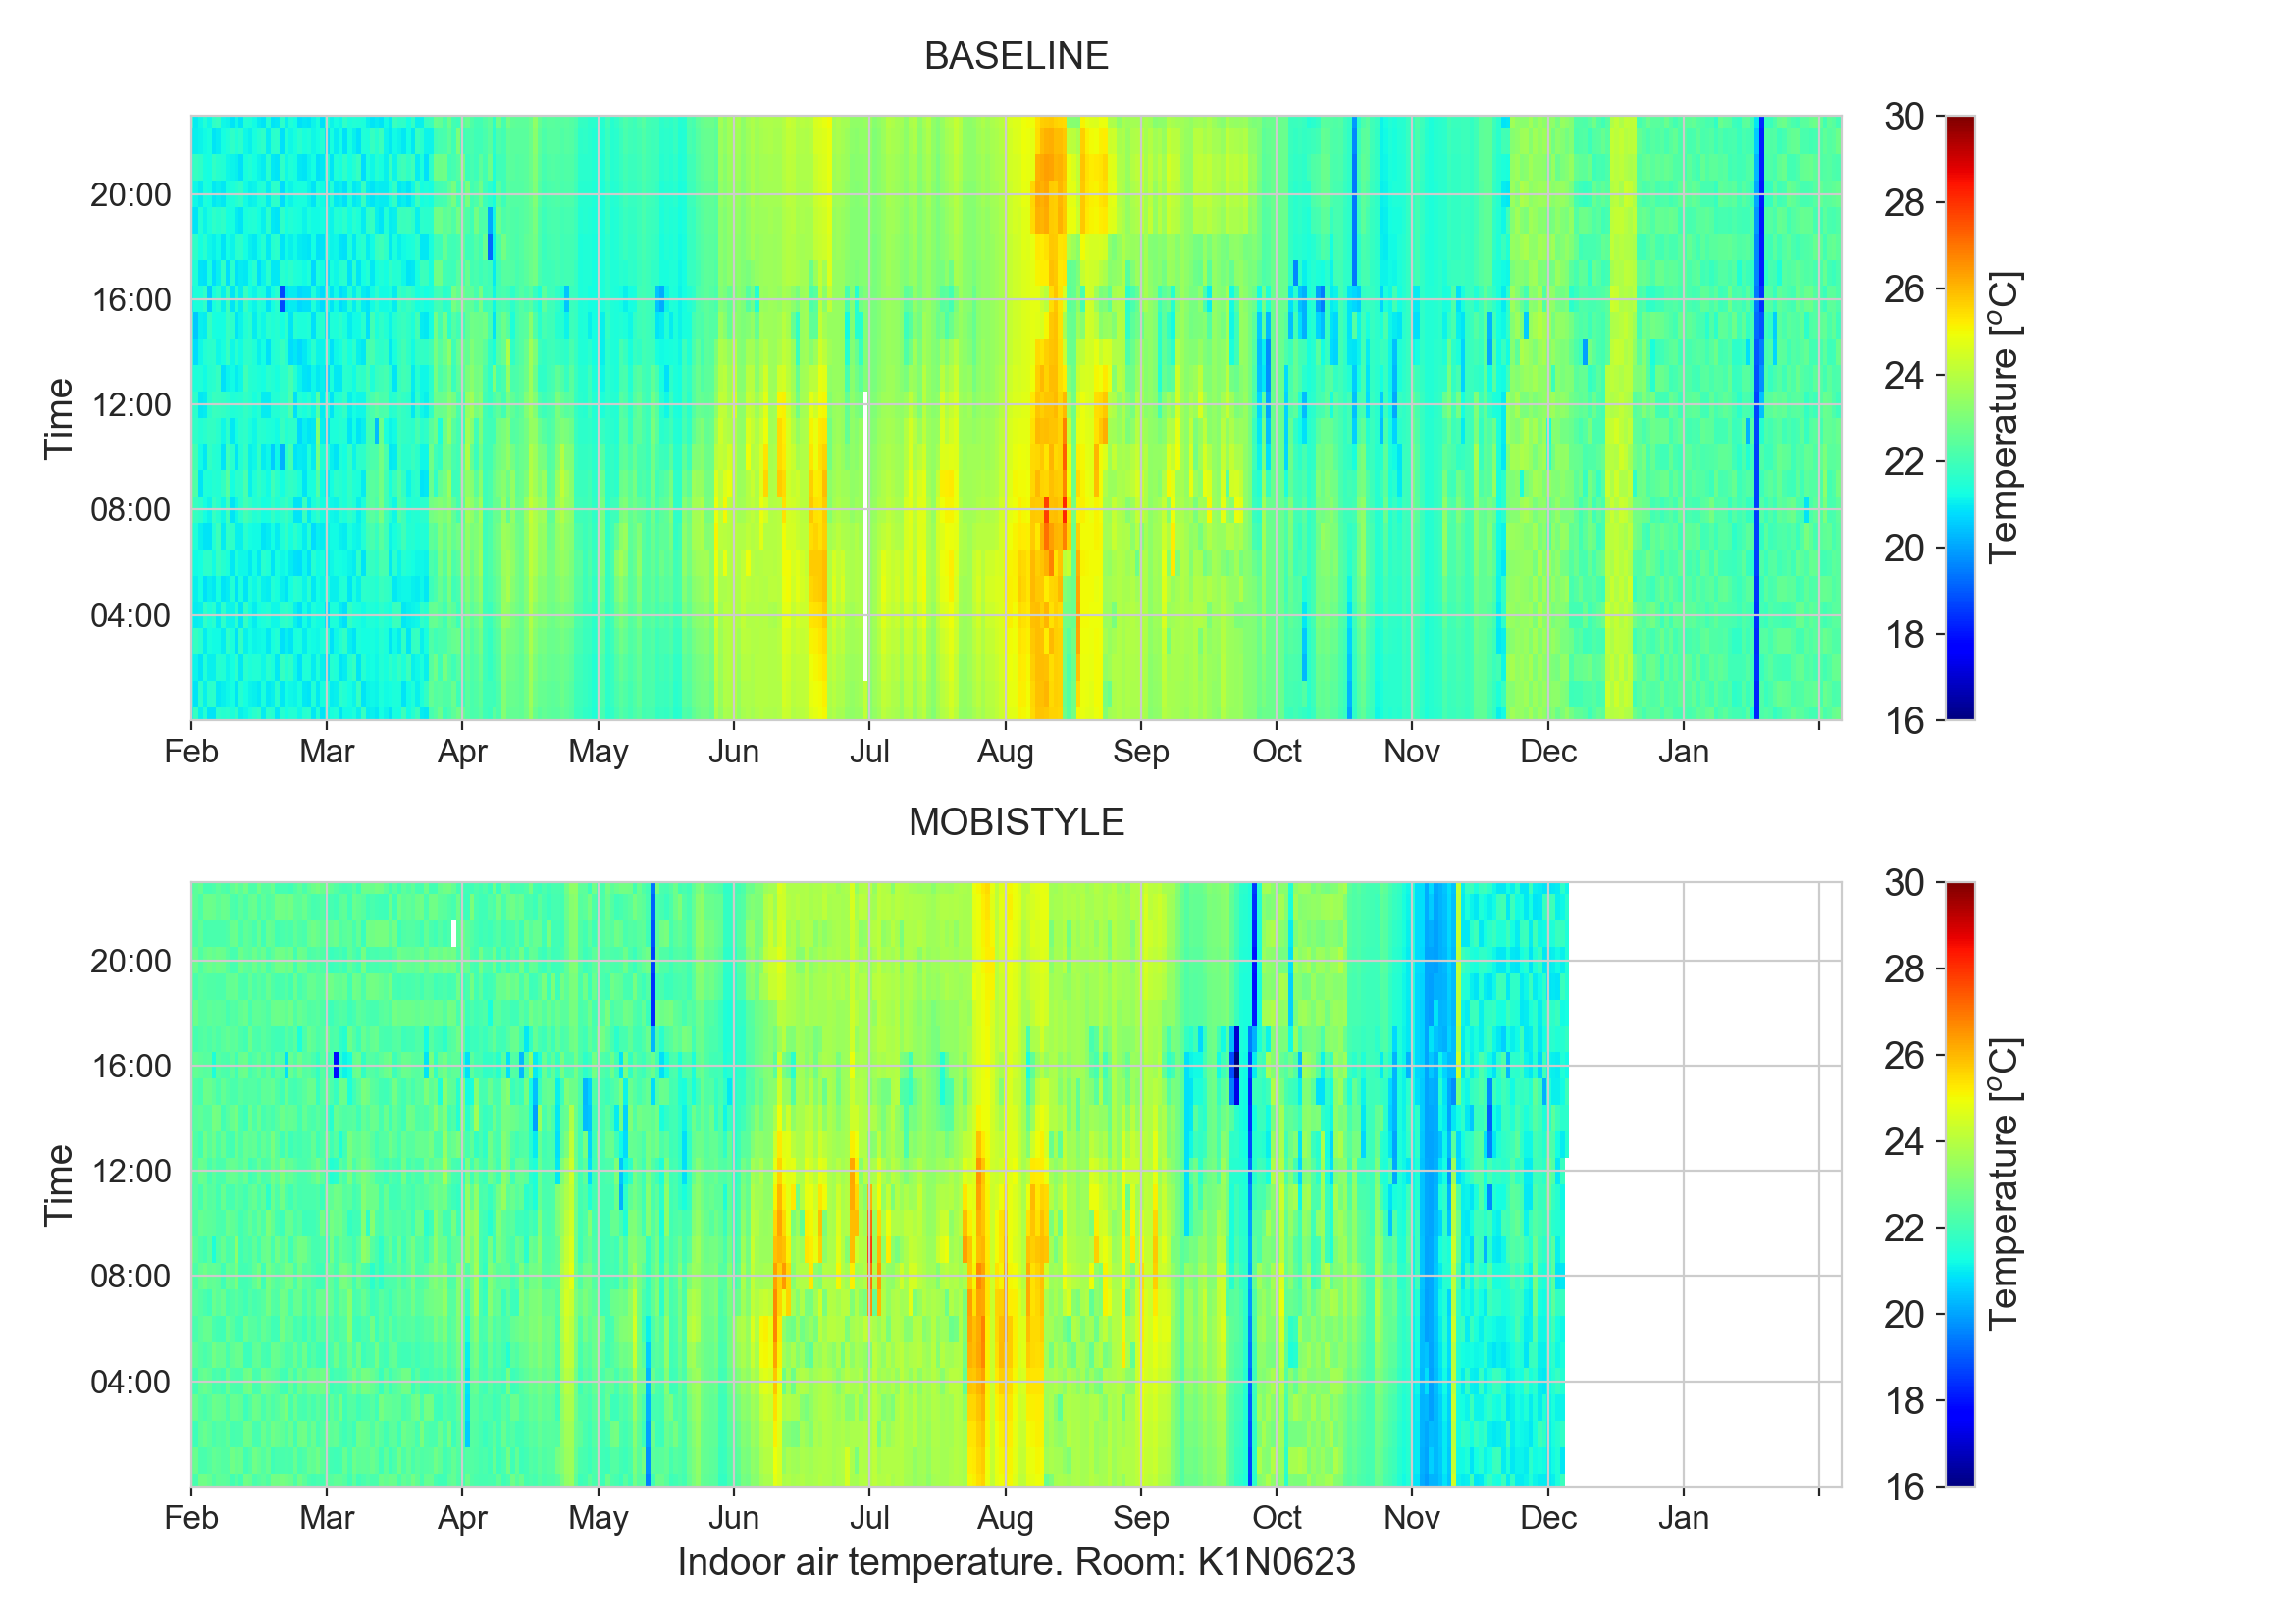 BASELINE
30
28
26
24
22
20
18
16
Temperature [°C]
20:00
16:00
12:00
08:00
04:00
Time
Feb Mar Apr May Jun Jul Aug Sep Oct Nov Dec Jan
MOBISTYLE
30
28
26
24
22
20
18
16
Temperature [°C]
20:00
16:00
12:00
08:00
04:00
Time
Feb Mar Apr May Jun Jul Aug Sep Oct Nov Dec Jan
Indoor air temperature. Room: K1N0623